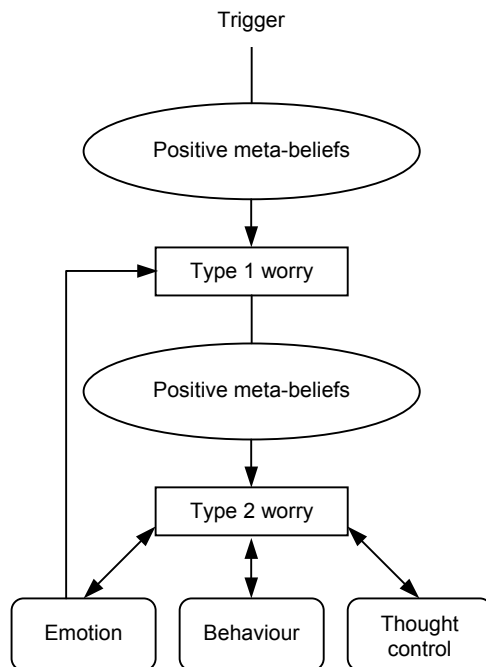 Trigger
Positive meta-beliefs
Type 1 worry
Positive meta-beliefs
Type 2 worry
Emotion
Behaviour
Thought
control